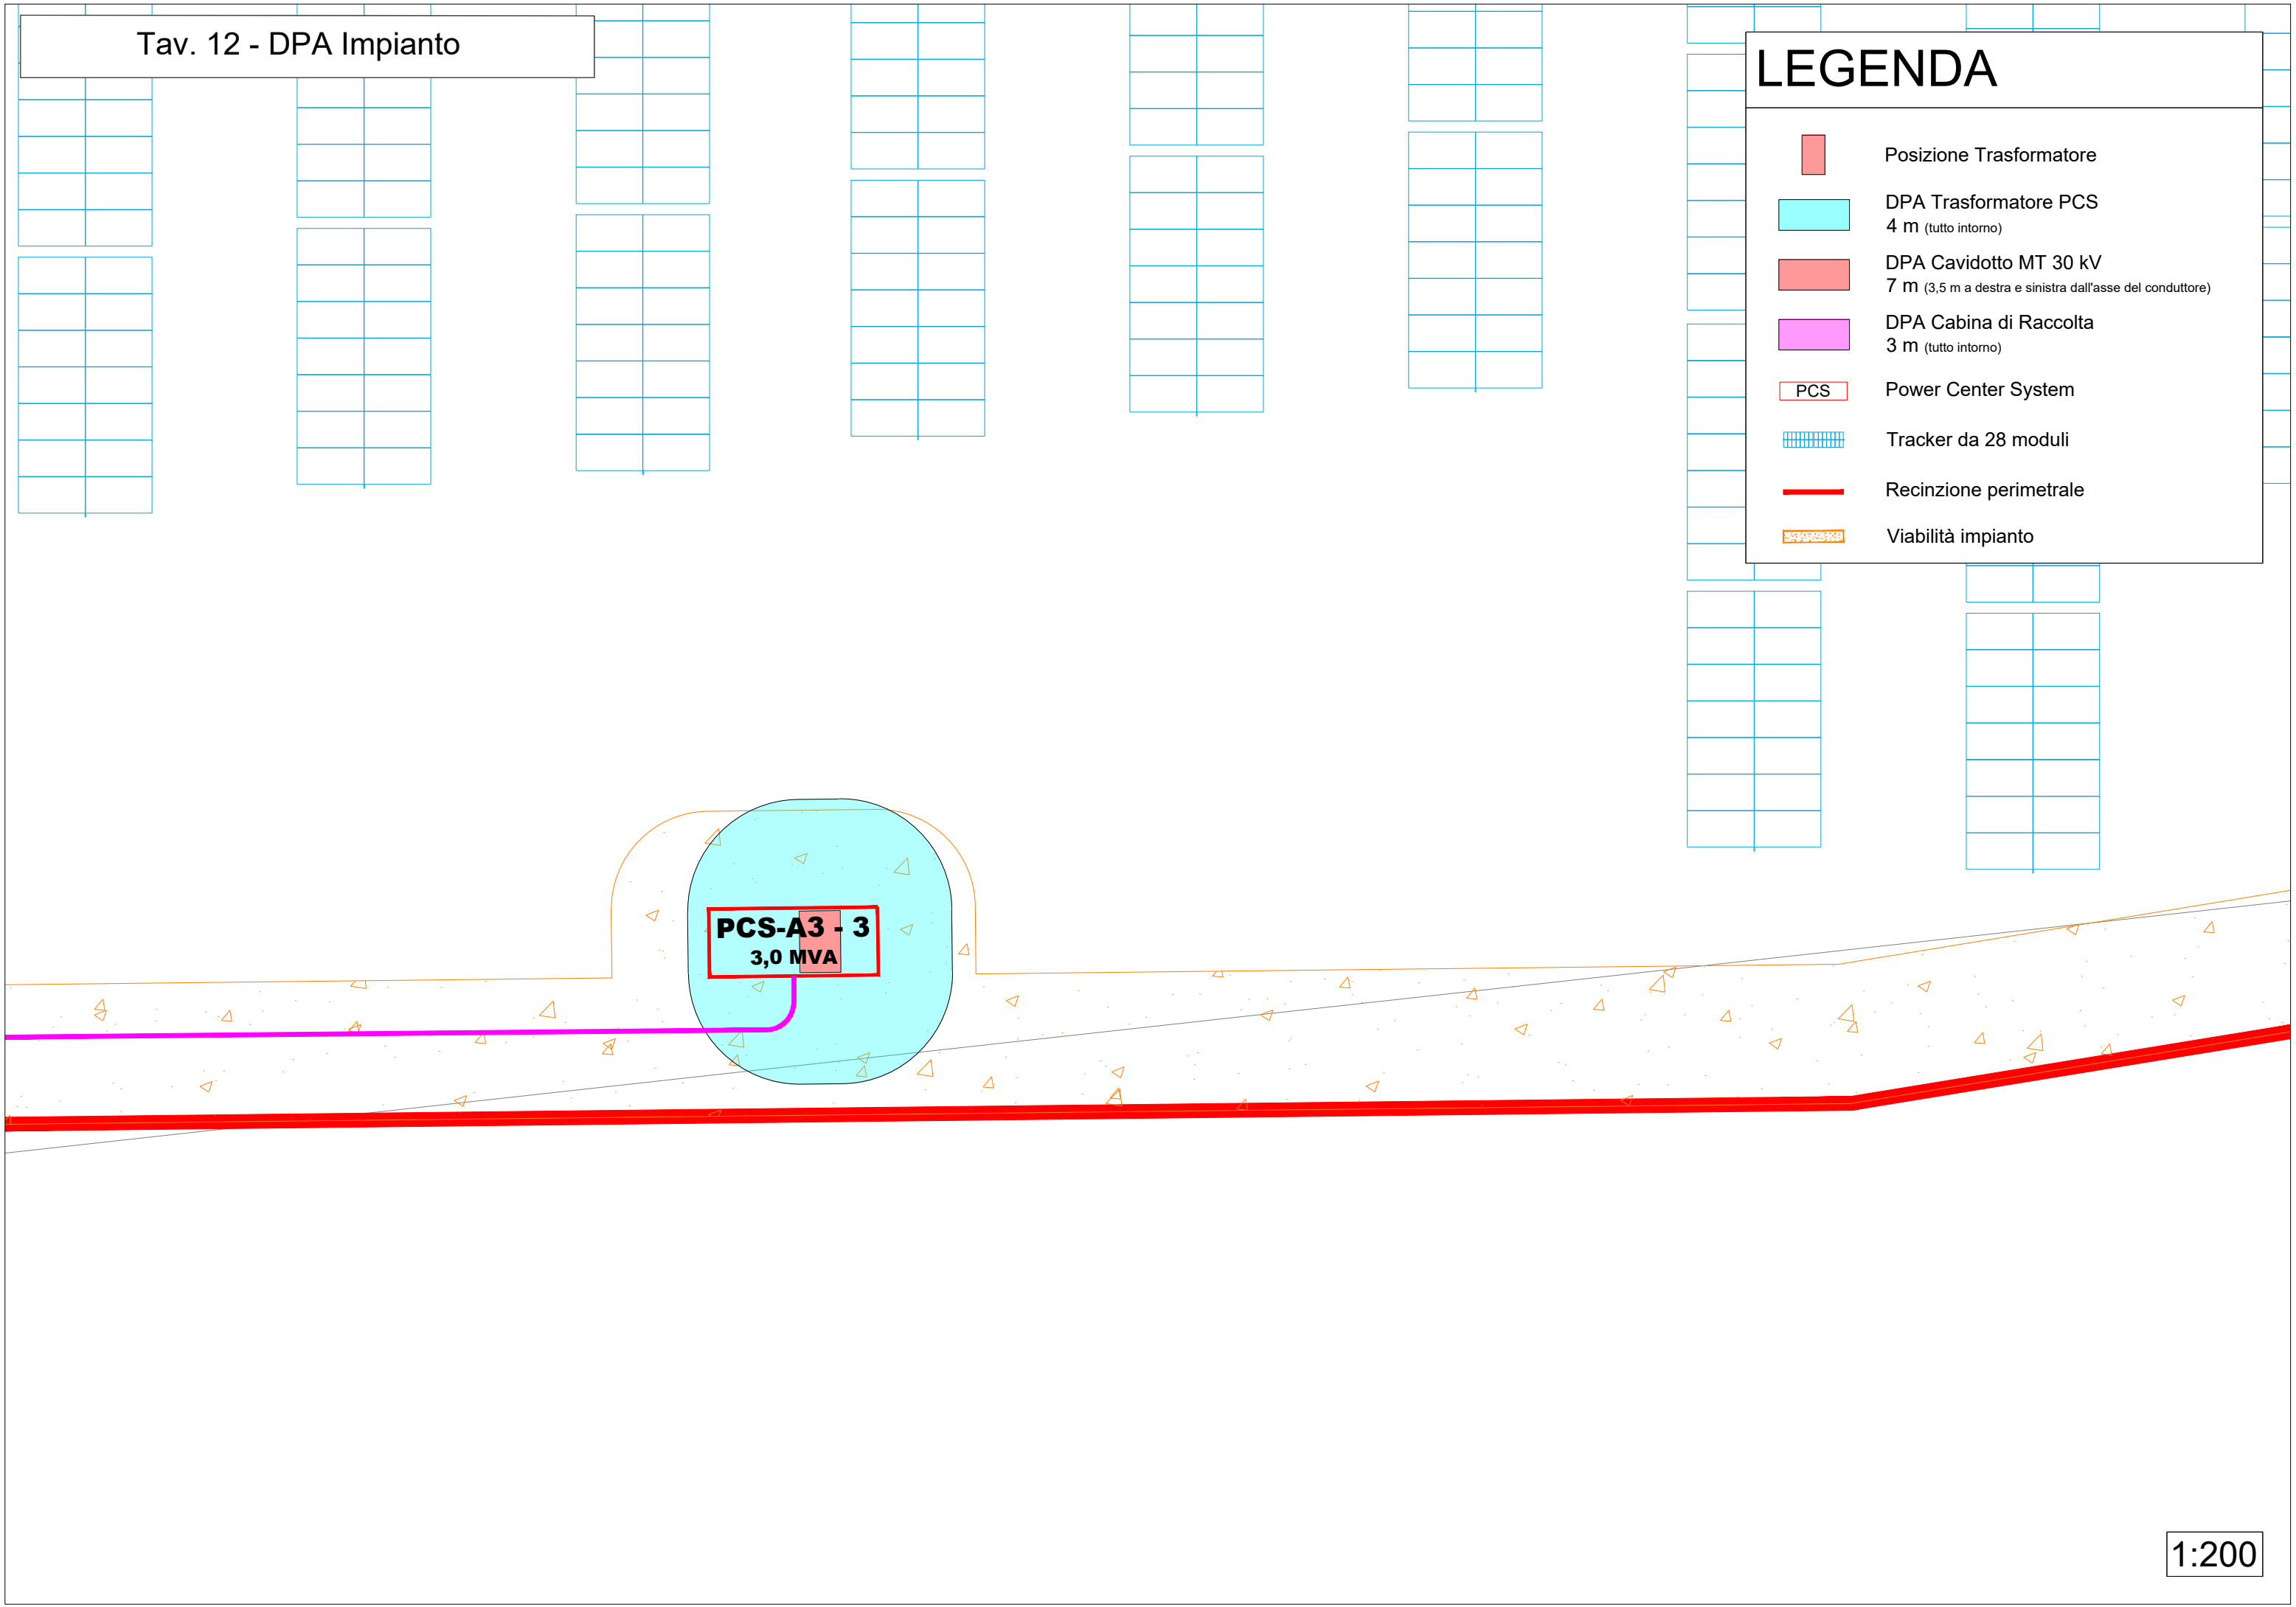 Tav. 12 - DPA Impianto
LEGENDA
Posizione Trasformatore
DPA Trasformatore PCS
4 m (tutto intorno)
DPA Cavidotto MT 30 kV
7 m (3,5 m a destra e sinistra dall'asse del conduttore)
DPA Cabina di Raccolta
3 m (tutto intorno)
PCS Power Center System
Tracker da 28 moduli
Recinzione perimetrale
Viabilità impianto
PCS-A3 - 3
3,0 MVA
1:200